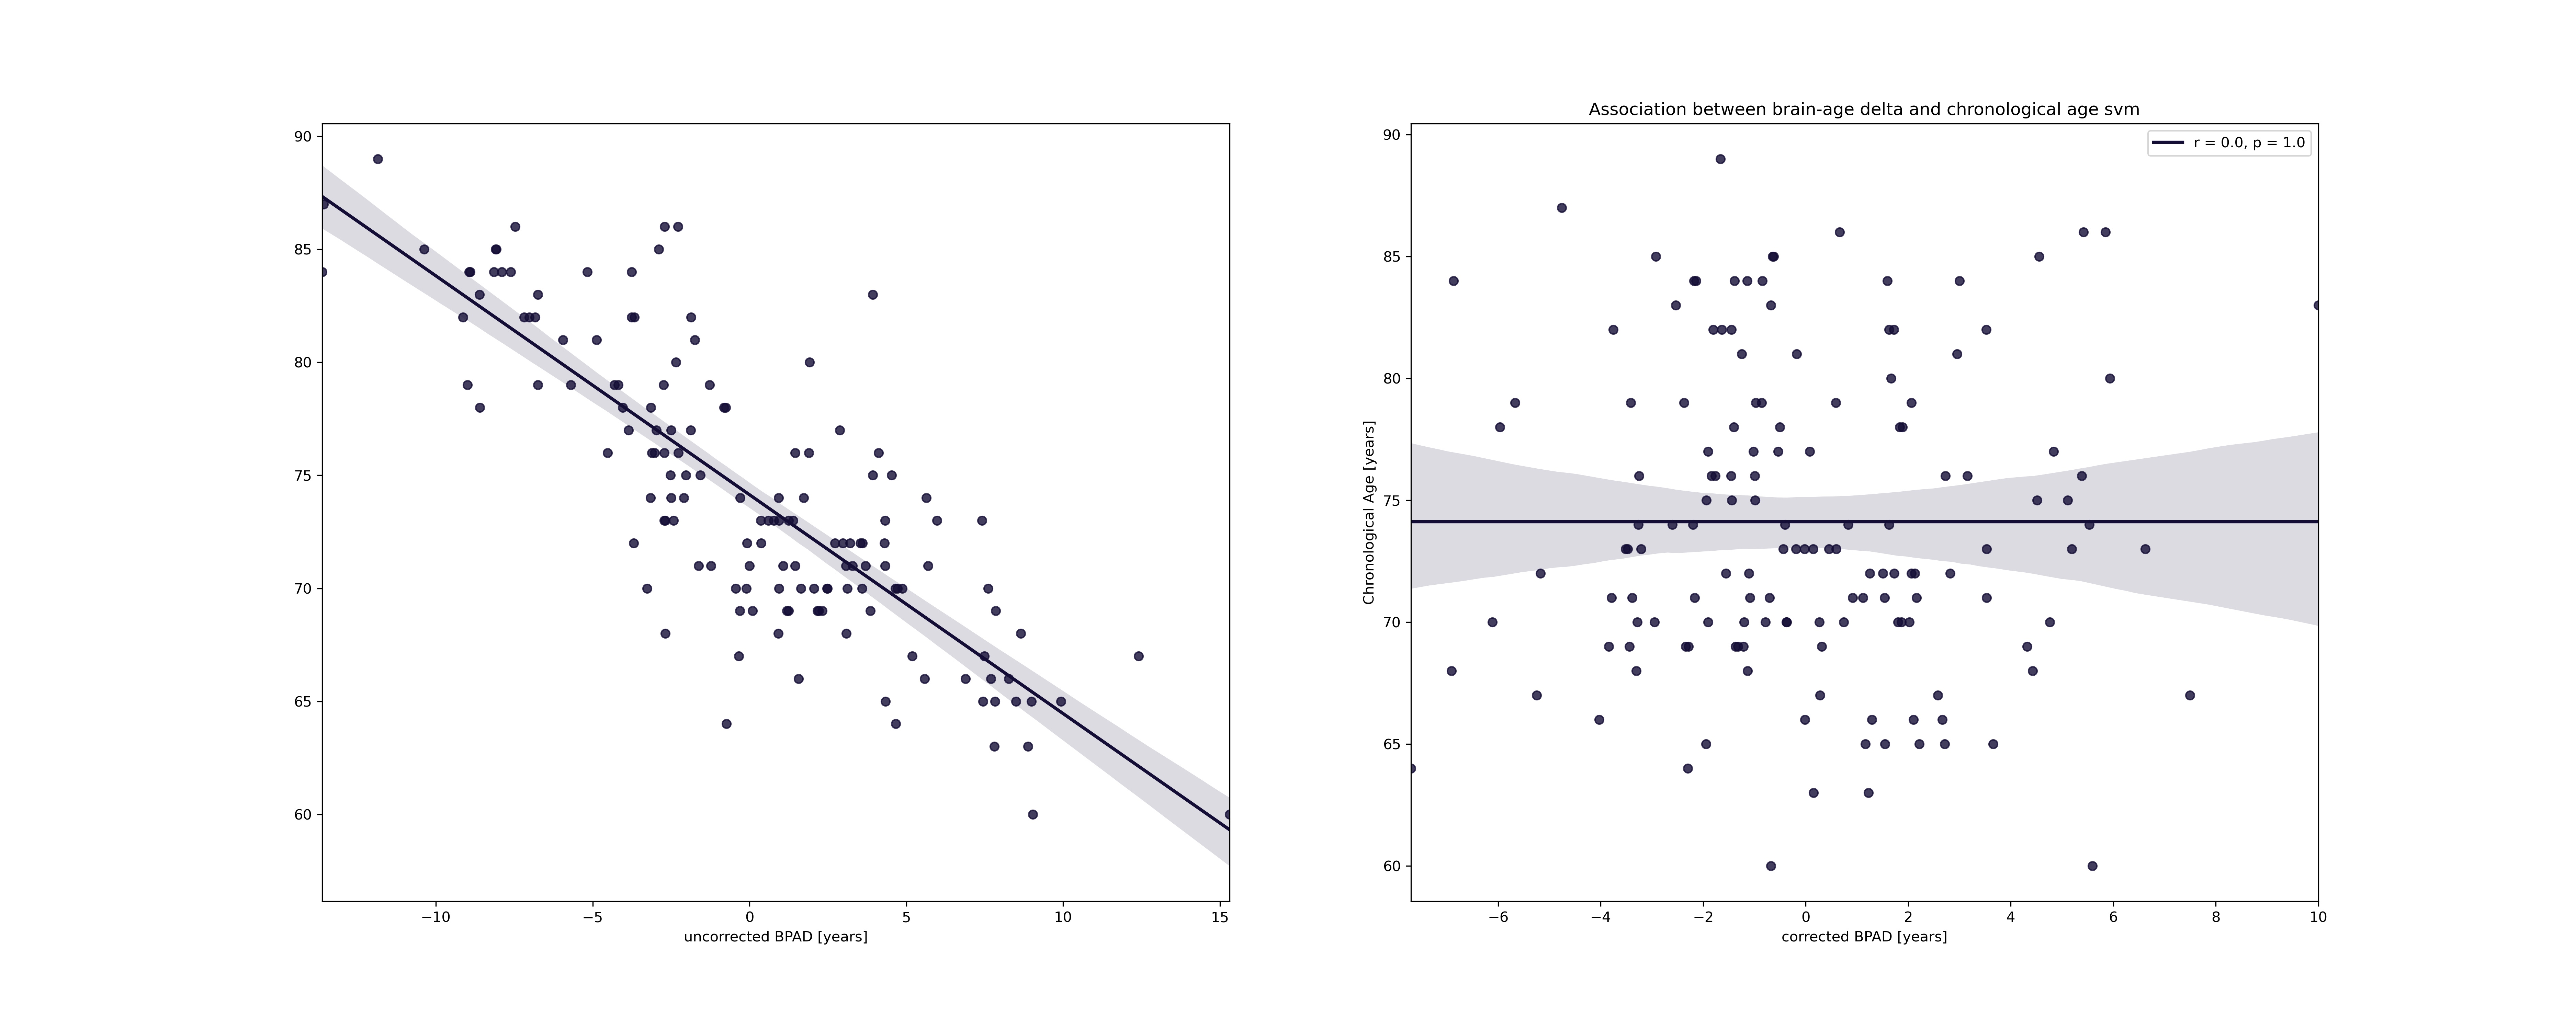 90
85
80
75
70
65
60
−10 −5 0 5 10 15
uncorrected BPAD [years]
Association between brain-age delta and chronological age svm
r = 0.0, p = 1.0
Chronological Age [years]
90
85
80
75
70
65
60
−6 −4 −2 0 2 4 6 8 10
corrected BPAD [years]